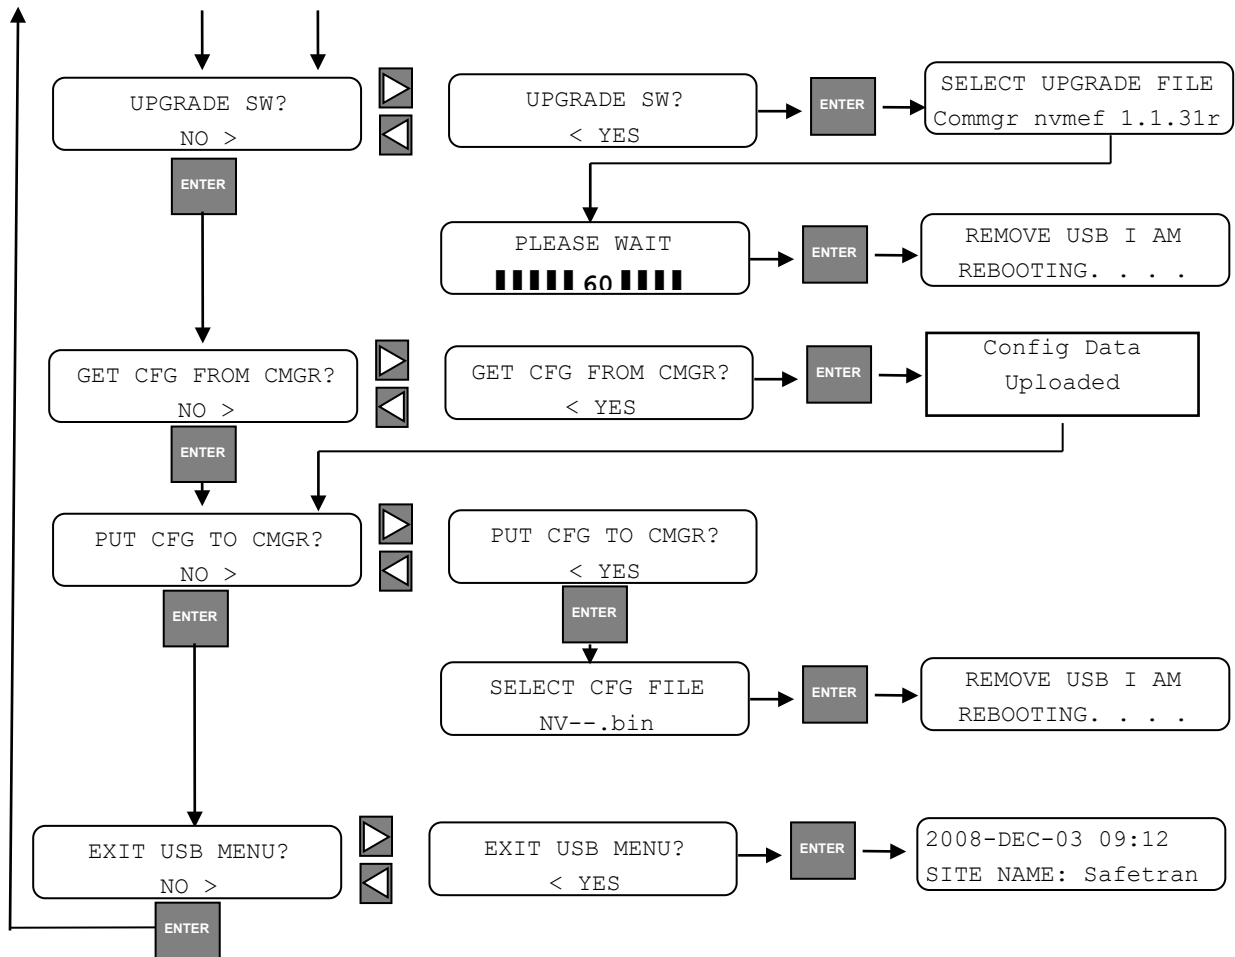 UPGRADE SW?
NO >
UPGRADE SW?
< YES
ENTER
SELECT UPGRADE FILE
Commgr nvmef 1.1.31r
ENTER
PLEASE WAIT
60
ENTER
REMOVE USB I AM
REBOOTING. . . .
GET CFG FROM CMGR?
NO >
GET CFG FROM CMGR?
< YES
ENTER
Config Data
Uploaded
ENTER
PUT CFG TO CMGR?
NO >
PUT CFG TO CMGR?
< YES
ENTER
ENTER
SELECT CFG FILE
NV--.bin
ENTER
REMOVE USB I AM
REBOOTING. . . .
EXIT USB MENU?
NO >
EXIT USB MENU?
< YES
ENTER
2008-DEC-03 09:12
SITE NAME: Safetran
ENTER